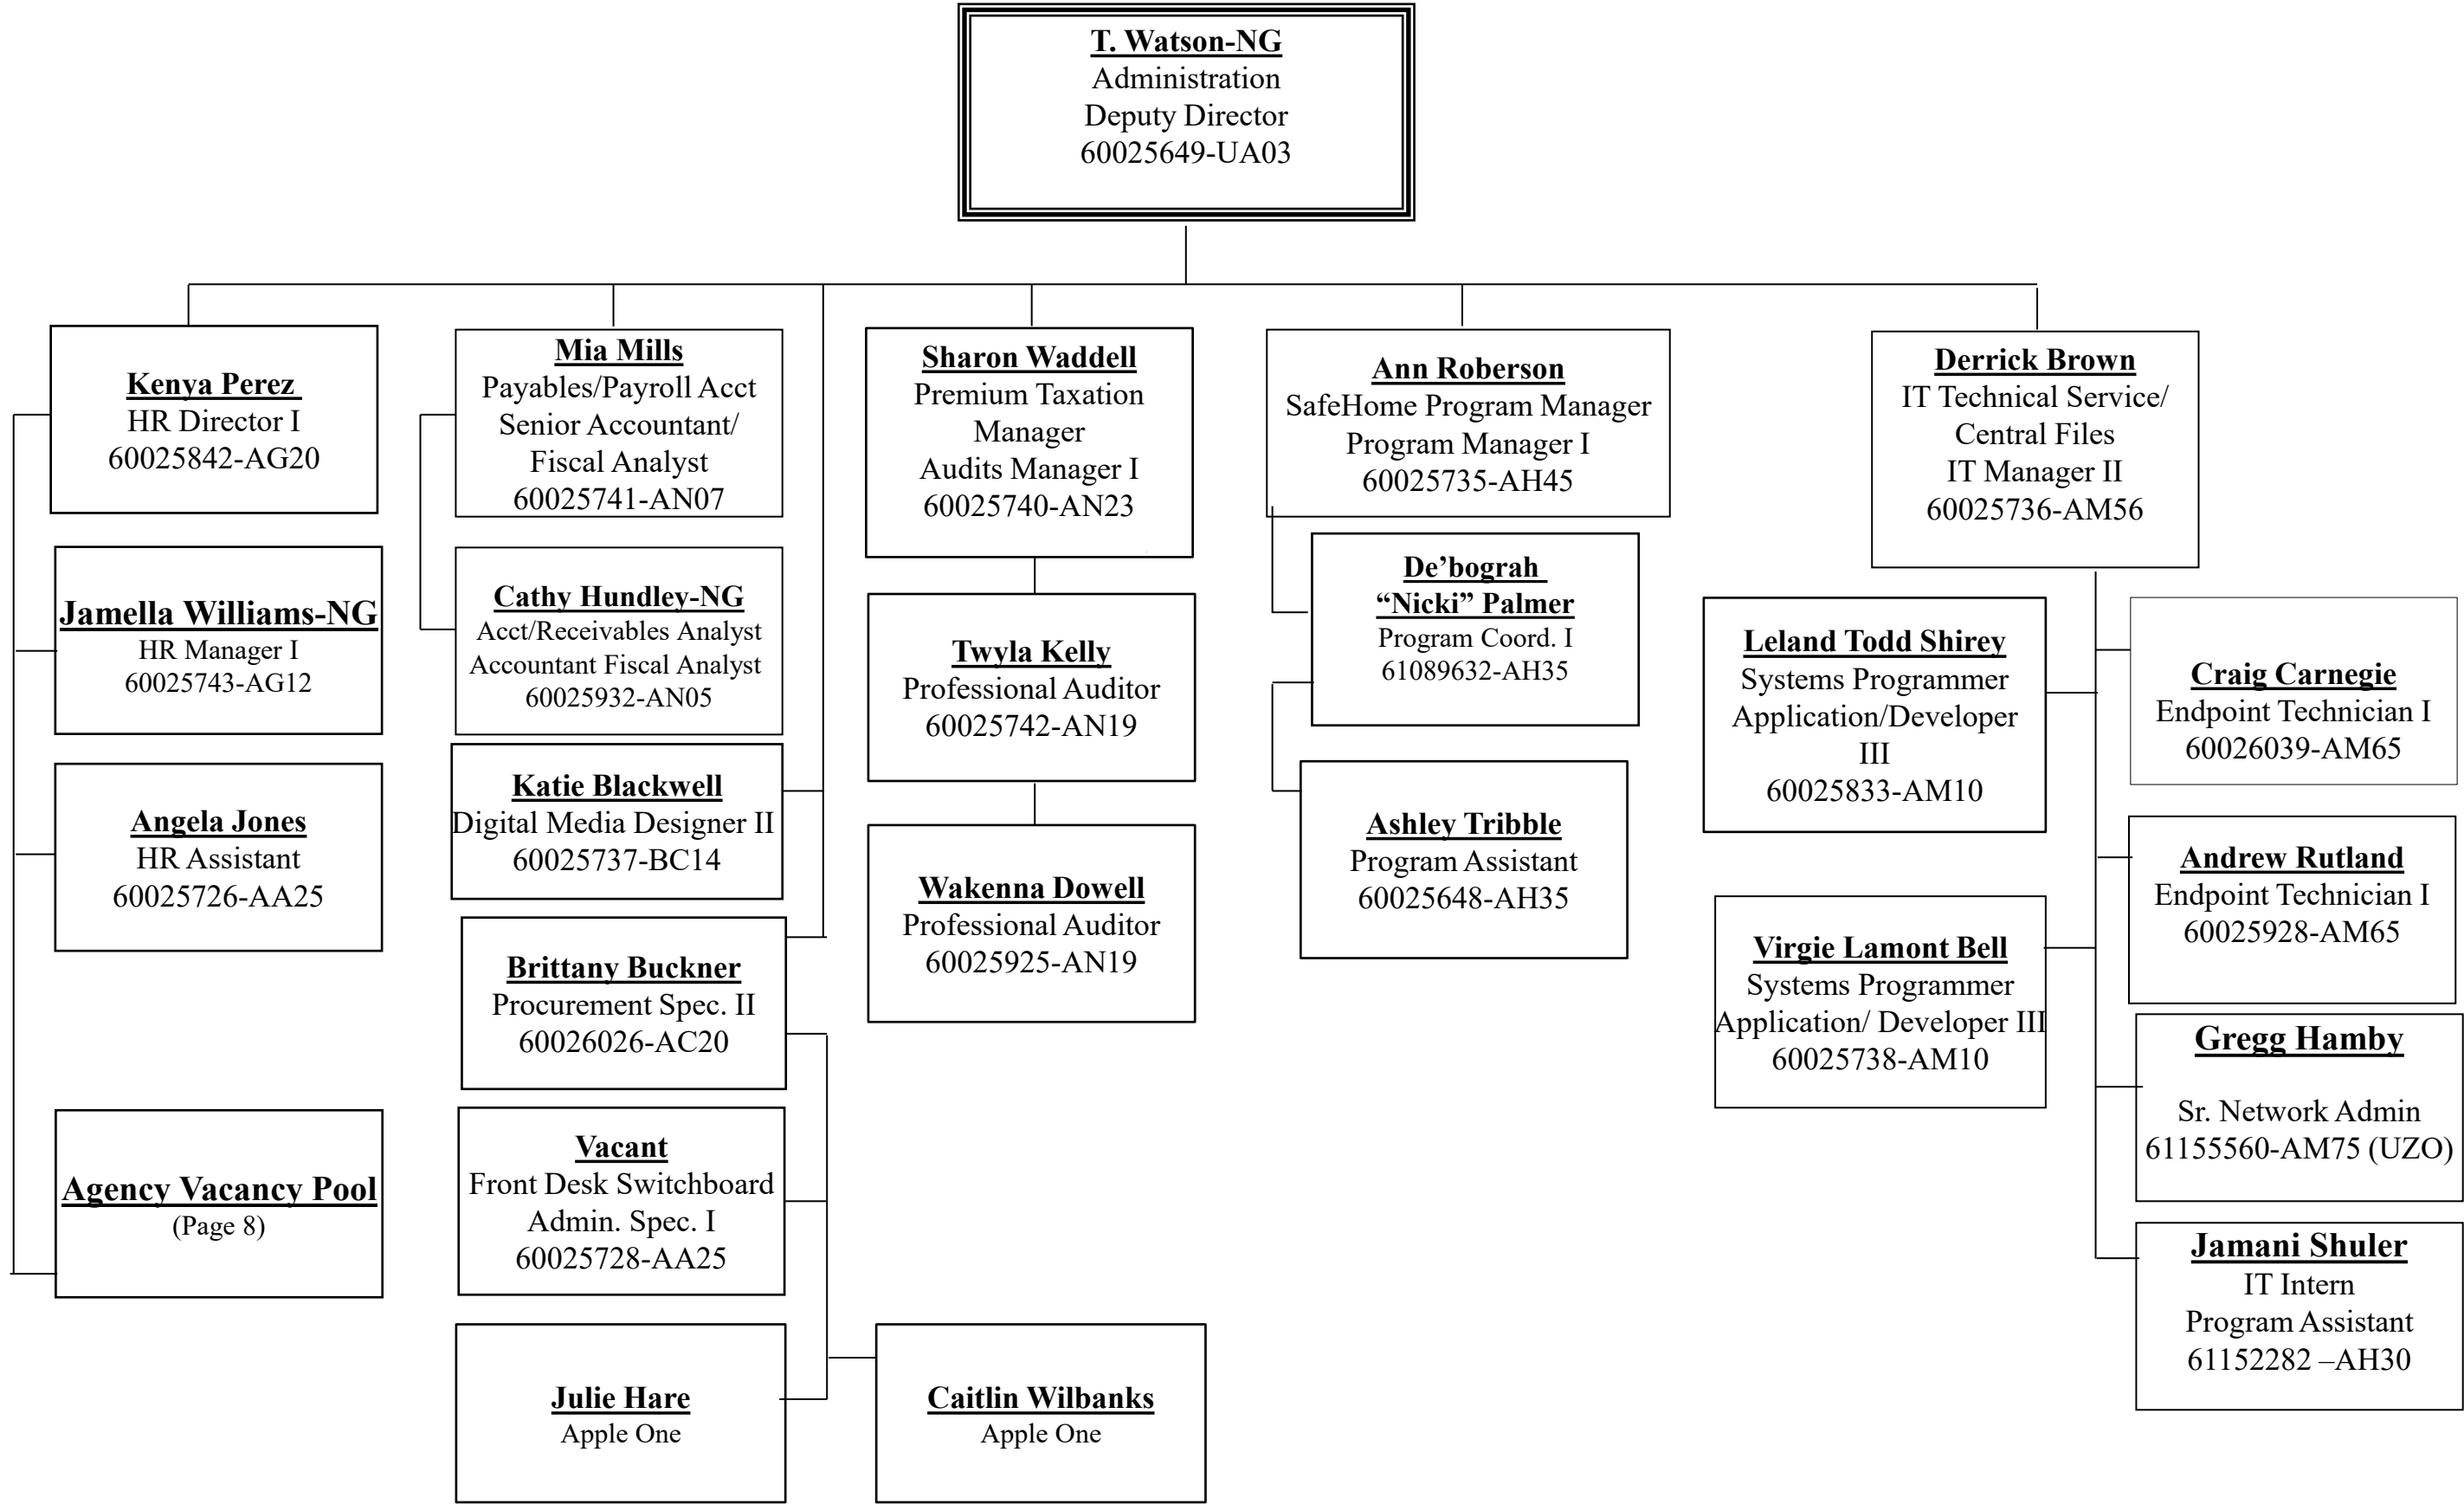 T. Watson-NG
Administration
Deputy Director
60025649-UA03
Kenya Perez
HR Director I
60025842-AG20
Jamella Williams-NG
HR Manager I
60025743-AG12
Angela Jones
HR Assistant
60025726-AA25
Agency Vacancy Pool
(Page 8)
Mia Mills
Payables/Payroll Acct
Senior Accountant/
Fiscal Analyst
60025741-AN07
Cathy Hundley-NG
Acct/Receivables Analyst
Accountant Fiscal Analyst
60025932-AN05
Katie Blackwell
Digital Media Designer II
60025737-BC14
Brittany Buckner
Procurement Spec. II
60026026-AC20
Vacant
Front Desk Switchboard
Admin. Spec. I
60025728-AA25
Julie Hare
Apple One
Caitlin Wilbanks
Apple One
Sharon Waddell
Premium Taxation
Manager
Audits Manager I
60025740-AN23
Twyla Kelly
Professional Auditor
60025742-AN19
Wakenna Dowell
Professional Auditor
60025925-AN19
Ann Roberson
SafeHome Program Manager
Program Manager I
60025735-AH45
De’bograh
“Nicki” Palmer
Program Coord. I
61089632-AH35
Ashley Tribble
Program Assistant
60025648-AH35
Derrick Brown
IT Technical Service/
Central Files
IT Manager II
60025736-AM56
Leland Todd Shirey
Systems Programmer
Application/Developer
III
60025833-AM10
Virgie Lamont Bell
Systems Programmer
Application/ Developer III
60025738-AM10
Craig Carnegie
Endpoint Technician I
60026039-AM65
Andrew Rutland
Endpoint Technician I
60025928-AM65
Gregg Hamby
Sr. Network Admin
61155560-AM75 (UZO)
Jamani Shuler
IT Intern
Program Assistant
61152282 –AH30